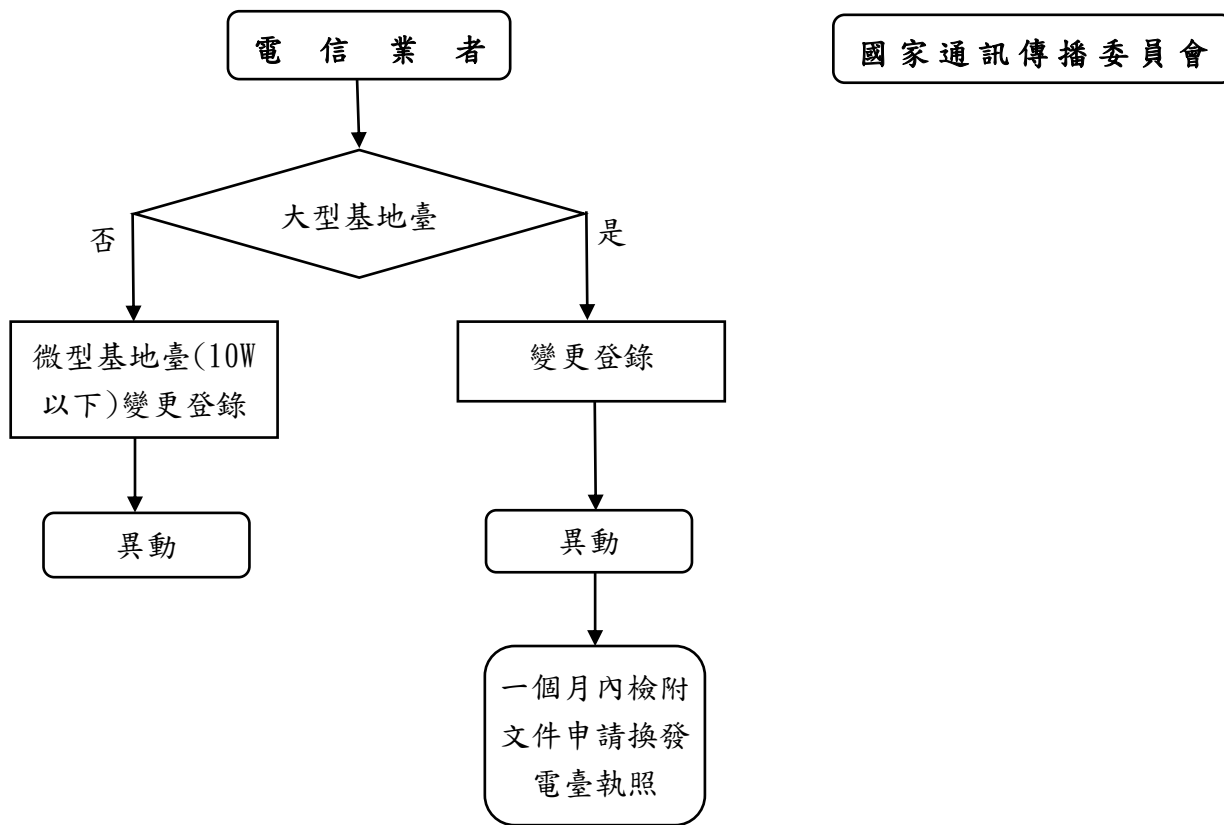 電信業者
國家通訊傳播委員會
大型基地臺
否
是
微型基地臺(10W
以下)變更登錄
變更登錄
異動
異動
一個月內檢附
文件申請換發
電臺執照